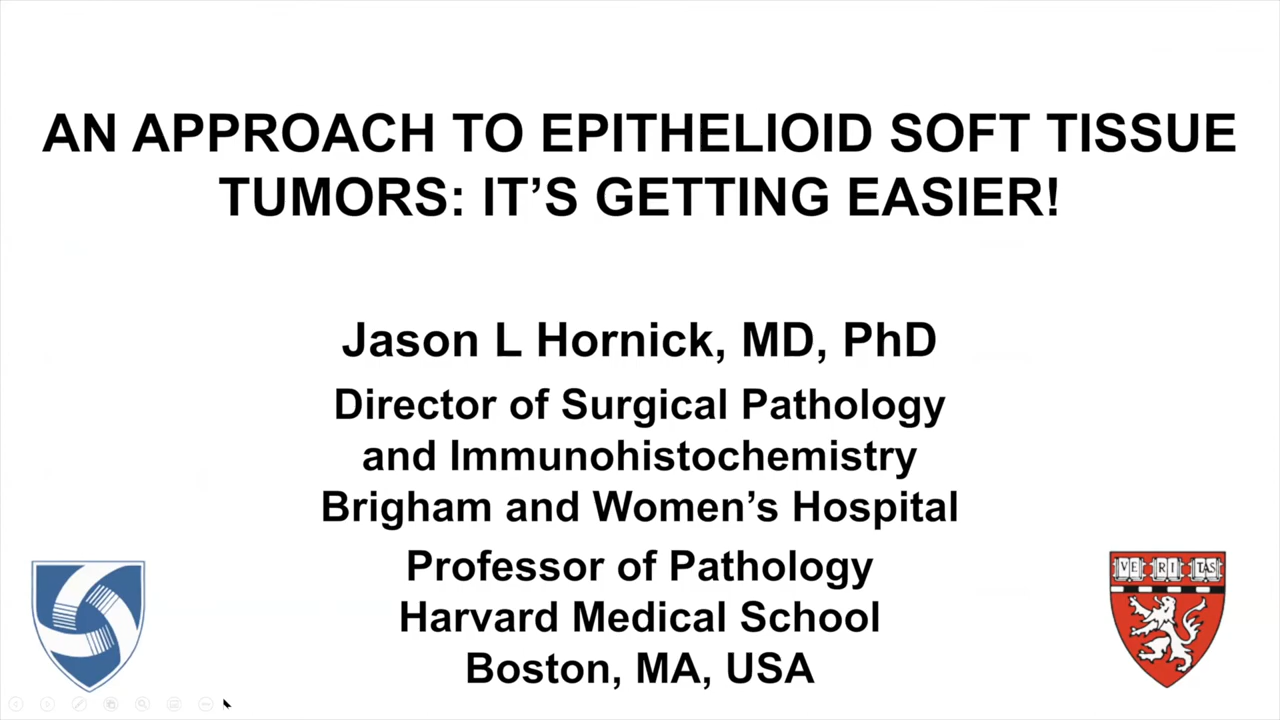 AN APPROACH TO EPITHELIOID SOFT TISSUE
TUMORS: IT’S GETTING EASIER!
Jason L Hornick, MD, PhD
Director of Surgical Pathology
and Immunohistochemistry
Brigham and Women’s Hospital
Professor of Pathology
Harvard Medical School
Boston, MA, USA
VE RI TAS